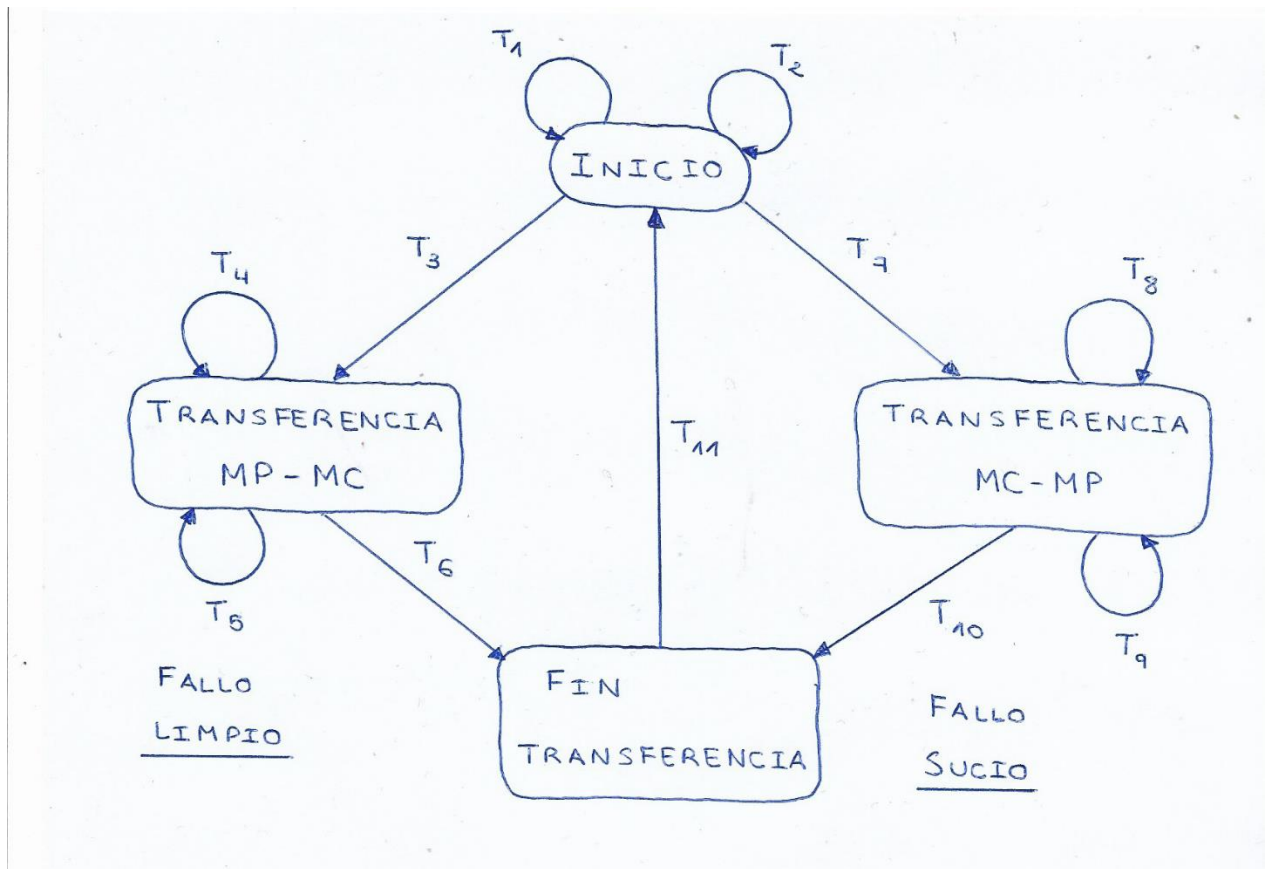 T1
T2
INICIO
T3
T7
T4
T8
TRANSFERENCIA
MP-MC
TRANSFERENCIA
MC-MP
T11
T5
T6
T10
T9
FALLO
LIMPIO
FIN
TRANSFERENCIA
FALLO
SUCIO